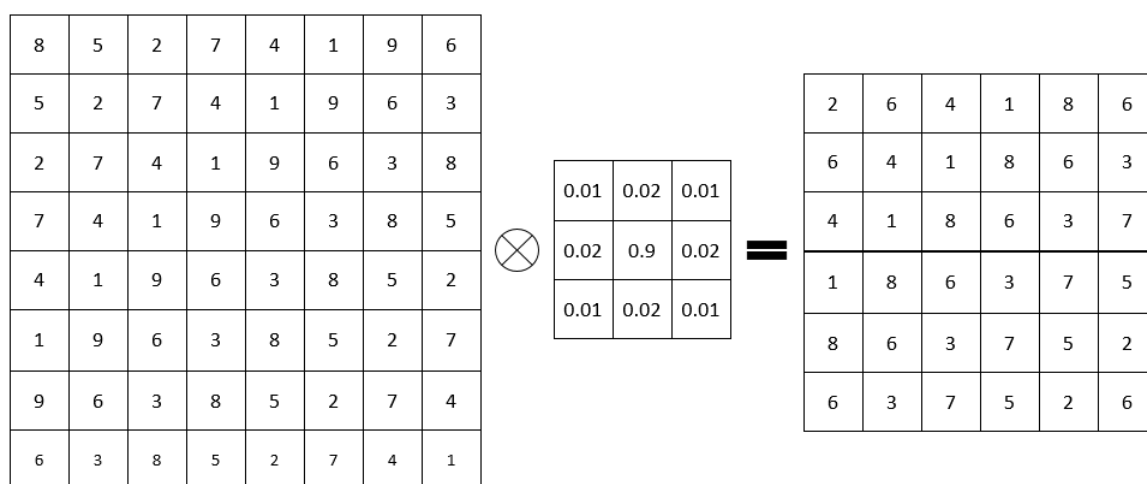 8 5 2 7 4 1 9 6
5 2 7 4 1 9 6 3
2 7 4 1 9 6 3 8
7 4 1 9 6 3 8 5
4 1 9 6 3 8 5 2
1 9 6 3 8 5 2 7
9 6 3 8 5 2 7 4
6 3 8 5 2 7 4 1
0.01 0.02 0.01
0.02 0.9 0.02
0.01 0.02 0.01
=
2 6 4 1 8 6
6 4 1 8 6 3
4 1 8 6 3 7
1 8 6 3 7 5
8 6 3 7 5 2
6 3 7 5 2 6